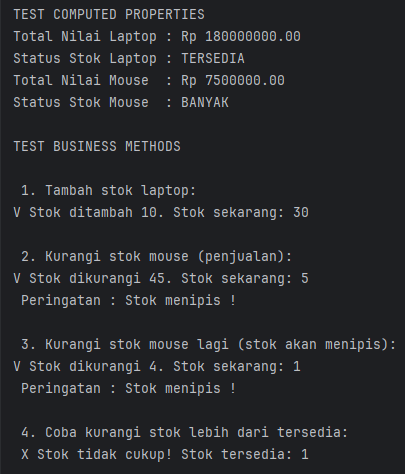 TEST COMPUTED PROPERTIES
Total Nilai Laptop : Rp 180000000.00
Status Stok Laptop : TERSEDIA
Total Nilai Mouse  : Rp 7500000.00
Status Stok Mouse  : BANYAK

TEST BUSINESS METHODS

 1. Tambah stok laptop:
V Stok ditambah 10. Stok sekarang: 30

 2. Kurangi stok mouse (penjualan):
V Stok dikurangi 45. Stok sekarang: 5
 Peringatan : Stok menipis !

 3. Kurangi stok mouse lagi (stok akan menipis):
V Stok dikurangi 4. Stok sekarang: 1
 Peringatan : Stok menipis !

 4. Coba kurangi stok lebih dari tersedia:
 X Stok tidak cukup! Stok tersedia: 1